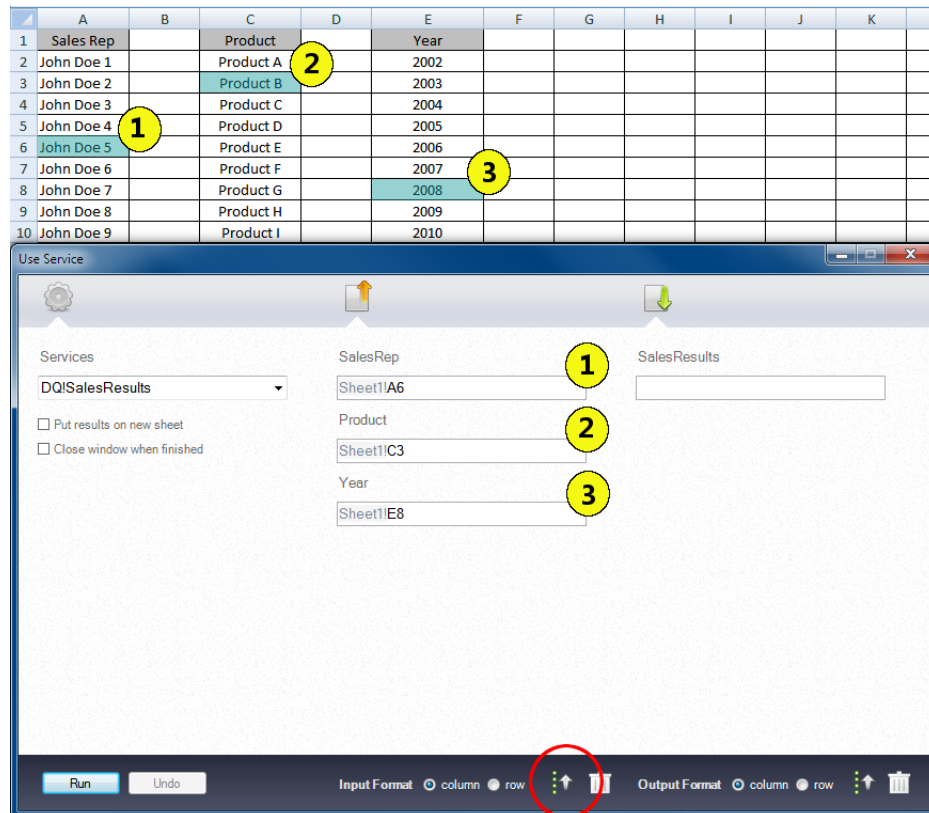 A B C D E F G H I J K
1 Sales Rep Product Year
2 John Doe 1 Product A 2 2002
3 John Doe 2 Product B 2003
4 John Doe 3 Product C 2004
5 John Doe 4 1 Product D 2005
6 John Doe 5 Product E 2006
7 John Doe 6 Product F 2007 3
8 John Doe 7 Product G 2008
9 John Doe 8 Product H 2009
10 John Doe 9 Product I 2010
Use Service
Services SalesRep 1 SalesResults
DQ!SalesResults Sheet1!A6
Put results on new sheet Product 2
Close window when finished Sheet1!C3
Year 3
Sheet1!E8
Run Undo Input Format column row Output Format column row